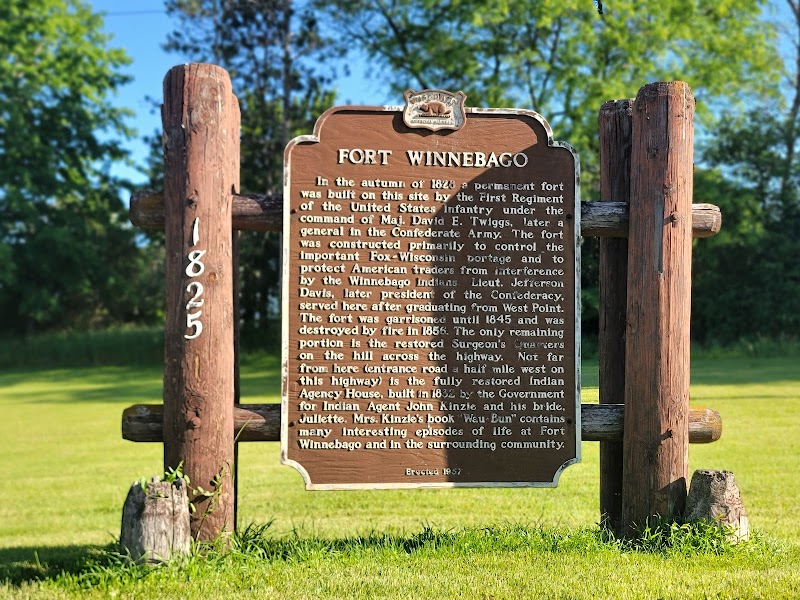 FORT WINNEBAGO
In the autumn of 1828 a permanent fort
was built on this site by the First Regiment
of the United States Infantry under the
command of Maj. David E. Twiggs, later a
general in the Confederate Army. The fort
was constructed primarily to control the
important Fox-Wisconsin portage and to
protect American traders from interference
by the Winnebago Indians. Lieut. Jefferson
Davis, later president of the Confederacy,
served here after graduating from West Point.
The fort was garrisoned until 1845 and was
destroyed by fire in 1856. The only remaining
portion is the restored Surgeon's Quarters
on the hill across the highway. Not far
from here (entrance road a half mile west on
this highway) is the fully restored Indian
Agency House, built in 1832 by the Government
for Indian Agent John Kinzie and his bride,
Juliette. Mrs. Kinzie's book "Wau-Bun" contains
many interesting episodes of life at Fort
Winnebago and in the surrounding community.
Erected 1957
1825